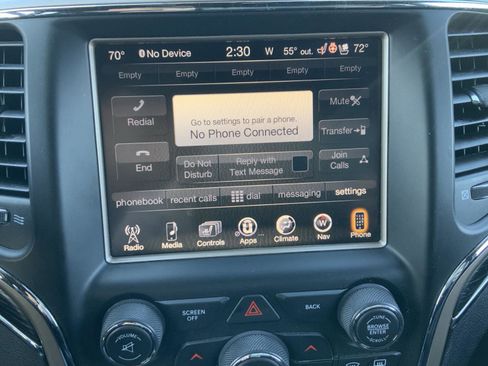 70° No Device 2:30 W 55° out. 72°
Empty Empty Empty Empty Empty
Redial
Go to settings to pair a phone.
No Phone Connected
Mute
Transfer
End
Do Not Disturb
Reply with Text Message
Join Calls
phonebook recent calls dial messaging settings
Radio Media Controls Apps Climate Nav Phone
W
SCREEN OFF
BACK
VOLUME
BROWSE ENTER
SCROLL